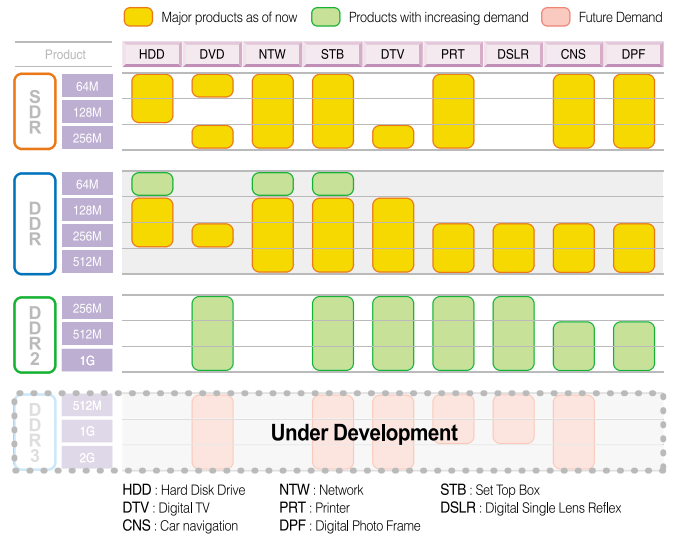 Major products as of now Products with increasing demand Future Demand
Product HDD DVD NTW STB DTV PRT DSLR CNS DPF
SDR
64M
128M
256M
DDR
64M
128M
256M
512M
DDR2
256M
512M
1G
DDR3
512M
1G
2G
Under Development
HDD : Hard Disk Drive NTW : Network STB : Set Top Box
DTV : Digital TV PRT : Printer DSLR : Digital Single Lens Reflex
CNS : Car navigation DPF : Digital Photo Frame